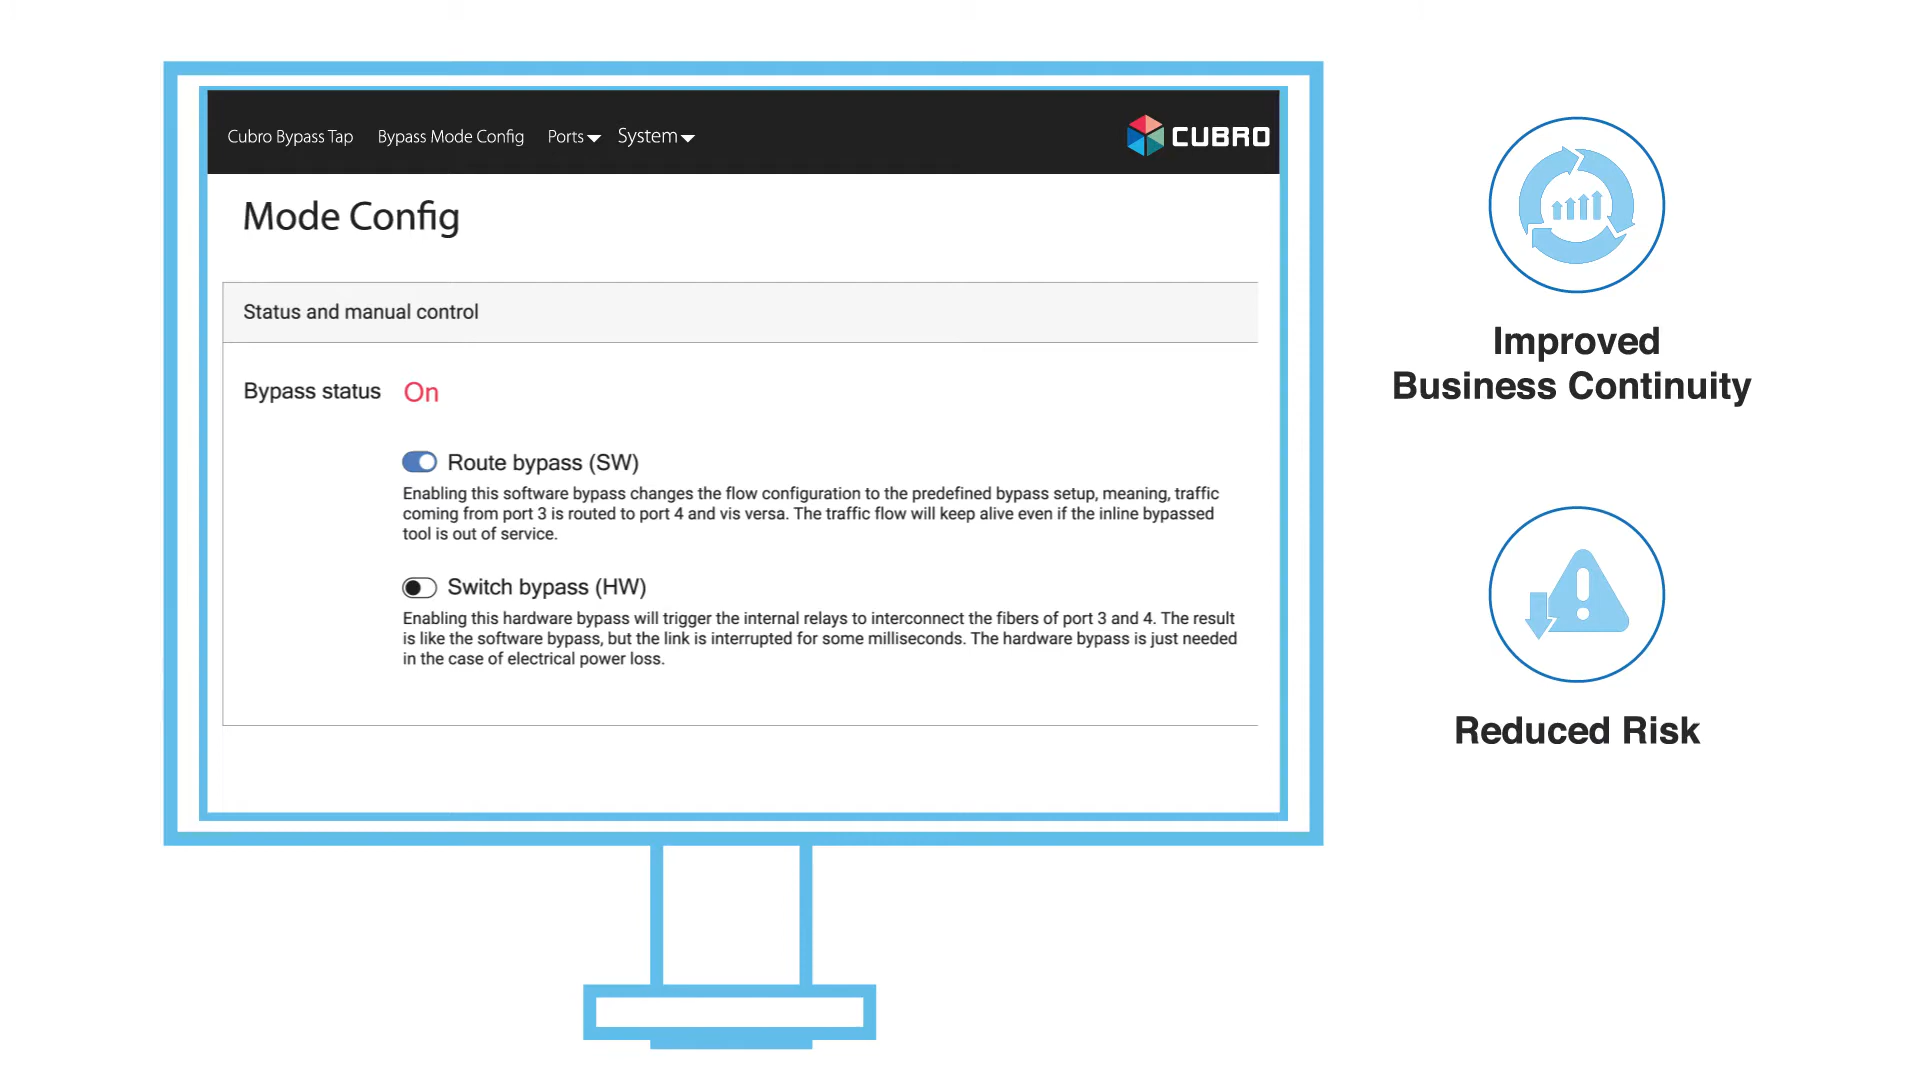 Cubro Bypass Tap Bypass Mode Config Ports System
CUBRO
Mode Config
Status and manual control
Bypass status On
Route bypass (SW)
Enabling this software bypass changes the flow configuration to the predefined bypass setup, meaning, traffic
coming from port 3 is routed to port 4 and vis versa. The traffic flow will keep alive even if the inline bypassed
tool is out of service.
Switch bypass (HW)
Enabling this hardware bypass will trigger the internal relays to interconnect the fibers of port 3 and 4. The result
is like the software bypass, but the link is interrupted for some milliseconds. The hardware bypass is just needed
in the case of electrical power loss.
Improved
Business Continuity
Reduced Risk